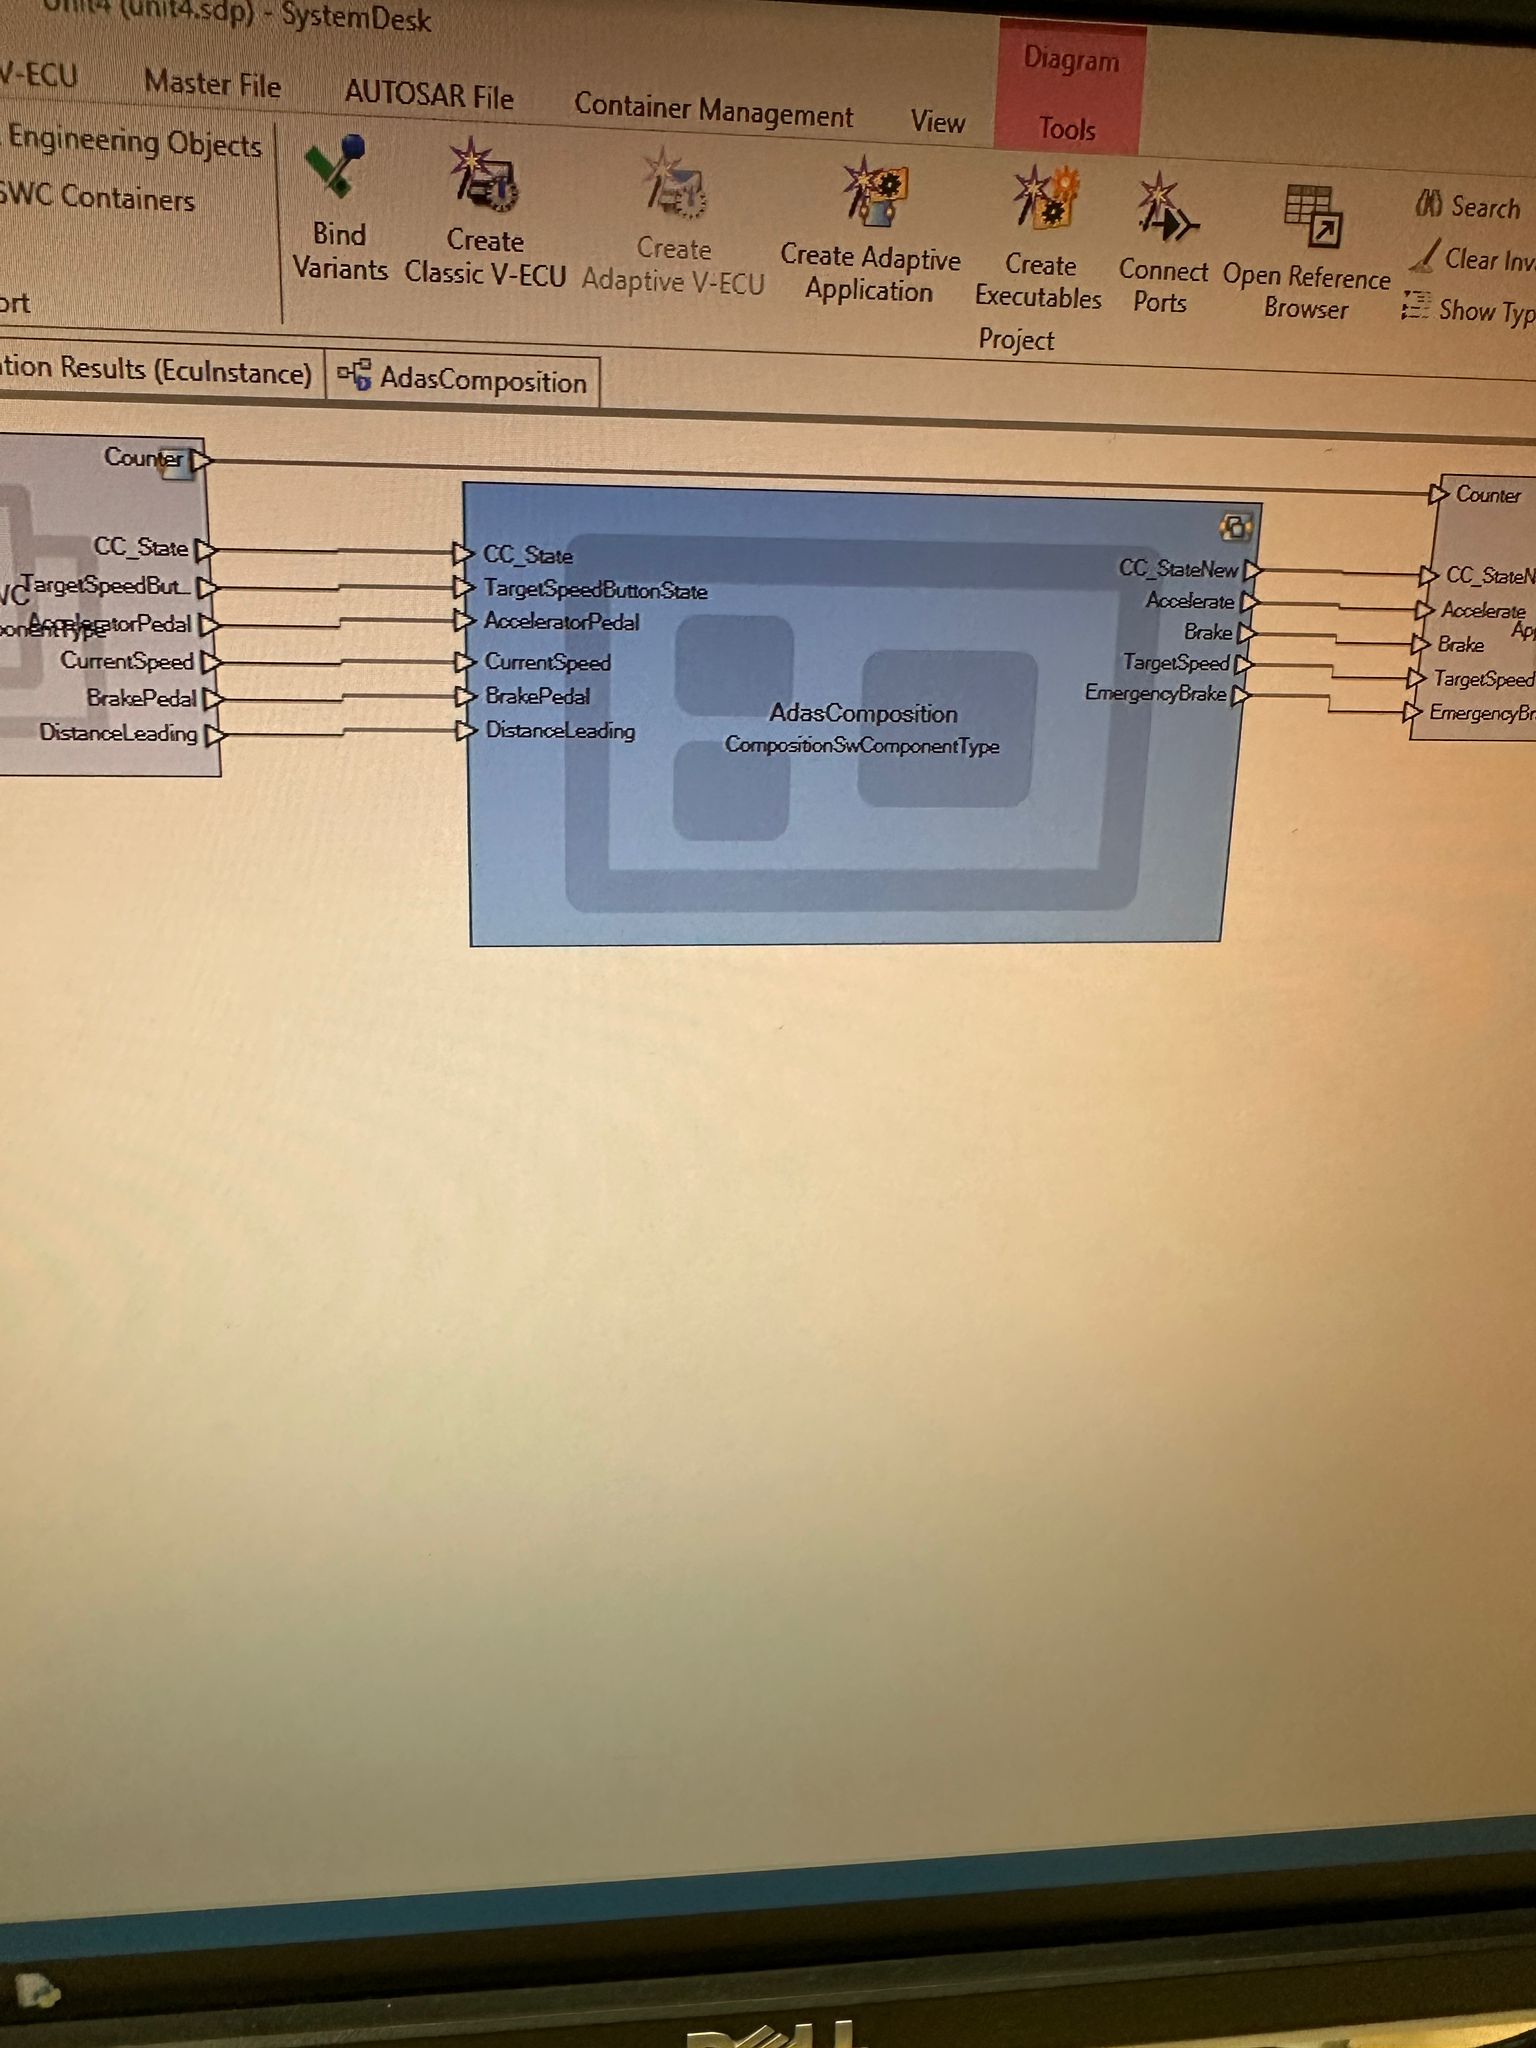 Unit4 (unit4.sdp) - SystemDesk
Diagram
V-ECU
Master File
AUTOSAR File
Container Management
View
Tools
Engineering Objects
SWC Containers
Bind
Variants
Create
Classic V-ECU
Create
Adaptive V-ECU
Create Adaptive
Application
Create
Executables
Connect
Ports
Open Reference
Browser
Search
Clear Inv
Show Typ
ort
Project
tion Results (EcuInstance)
AdasComposition
Counter
CC_State
TargetSpeedBut...
AcceleratorPedal
CurrentSpeed
BrakePedal
DistanceLeading
CC_State
TargetSpeedButtonState
AcceleratorPedal
CurrentSpeed
BrakePedal
DistanceLeading
AdasComposition
CompositionSwComponentType
CC_StateNew
Accelerate
Brake
TargetSpeed
EmergencyBrake
Counter
CC_StateN
Accelerate
Ap
Brake
TargetSpeed
EmergencyBr
DELL